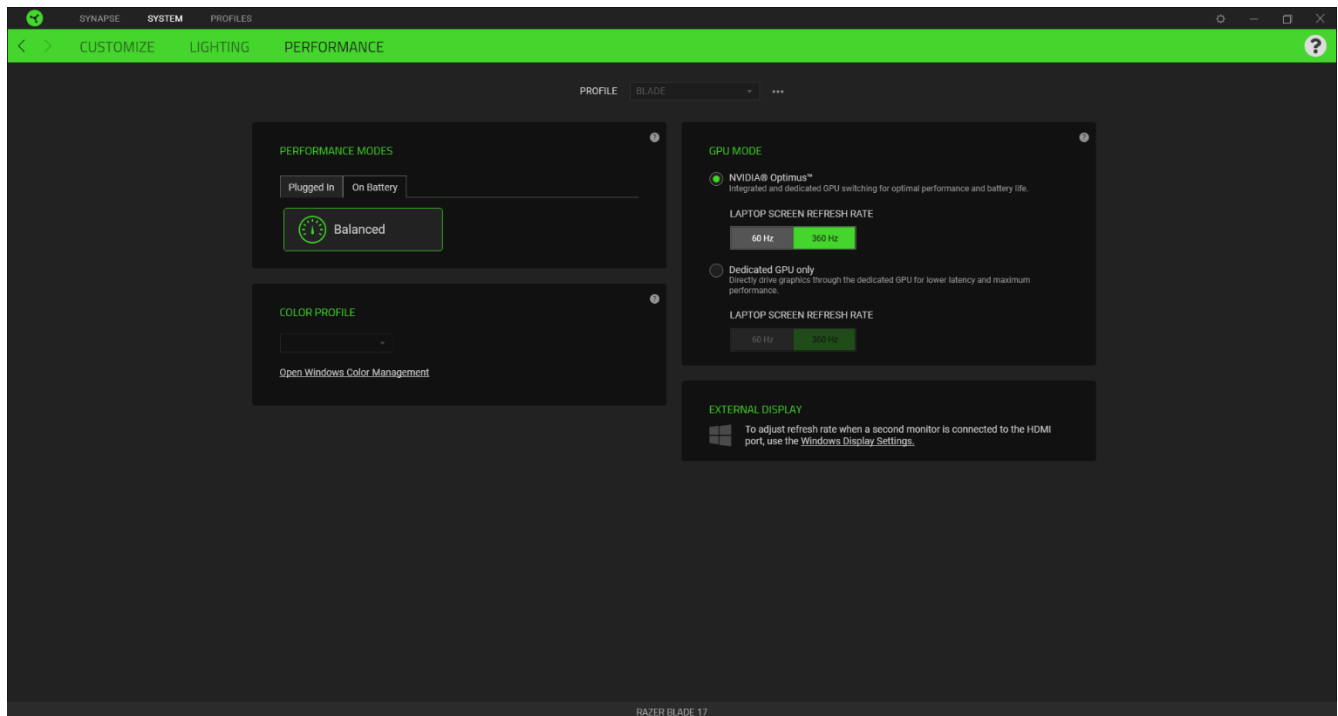 SYNAPSE SYSTEM PROFILES
CUSTOMIZE LIGHTING PERFORMANCE ?
PROFILE BLADE
PERFORMANCE MODES ?
Plugged In On Battery
Balanced
COLOR PROFILE ?
Open Windows Color Management
GPU MODE ?
NVIDIA® Optimus™
Integrated and dedicated GPU switching for optimal performance and battery life.
LAPTOP SCREEN REFRESH RATE
60 Hz 360 Hz
Dedicated GPU only
Directly drive graphics through the dedicated GPU for lower latency and maximum
performance.
LAPTOP SCREEN REFRESH RATE
60 Hz 360 Hz
EXTERNAL DISPLAY
To adjust refresh rate when a second monitor is connected to the HDMI
port, use the Windows Display Settings.
RAZER BLADE 17